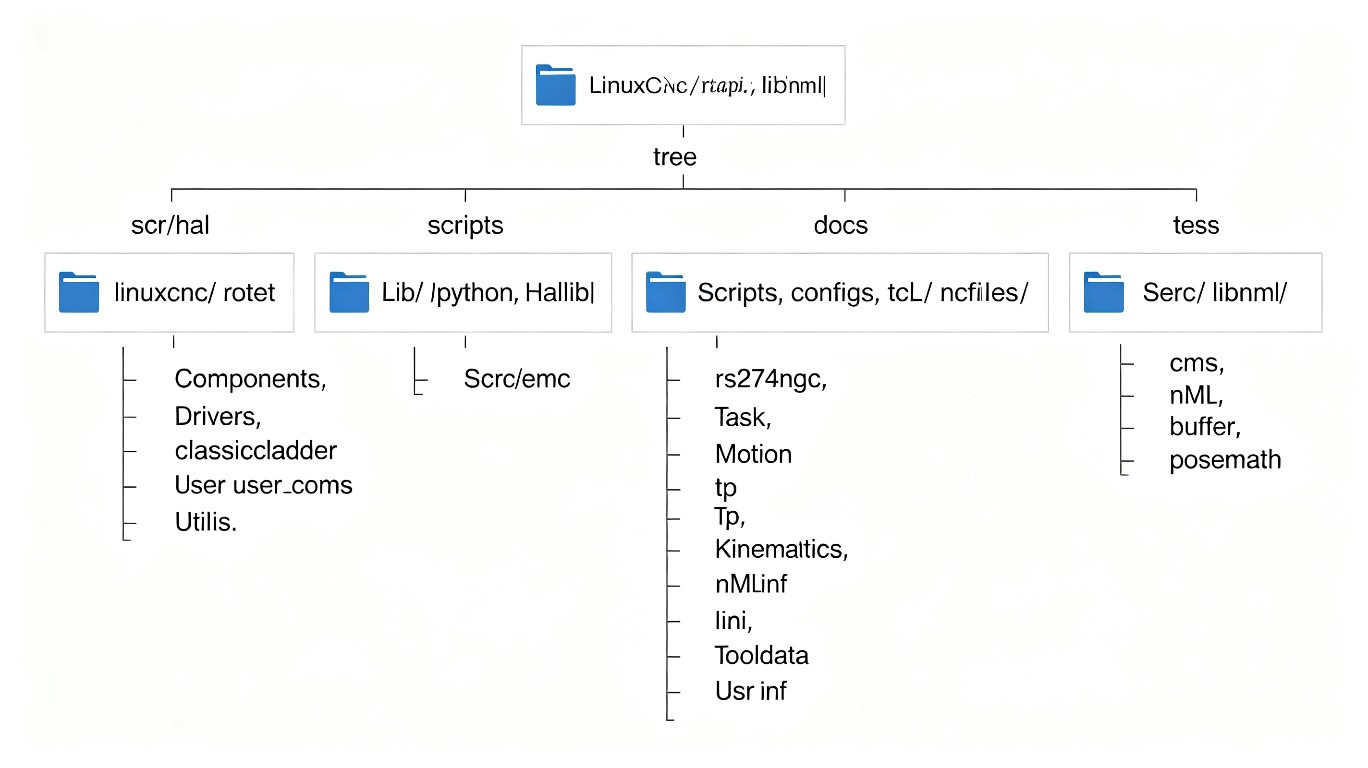 LinuxCNc/rtapi.; libnml|
tree
scr/hal
scripts
docs
tess
linuxcnc/ rotet
Lib/ /python, Hallib|
Scripts, configs, tcL/ ncfiles/
Serc/ libnml/
Components,
Drivers,
classiccladder
User user_coms
Utilis.
Scrc/emc
rs274ngc,
Task,
Motion
tp
Tp,
Kinemattics,
nMLinf
lini,
Tooldata
Usr inf
cms,
nML,
buffer,
posemath